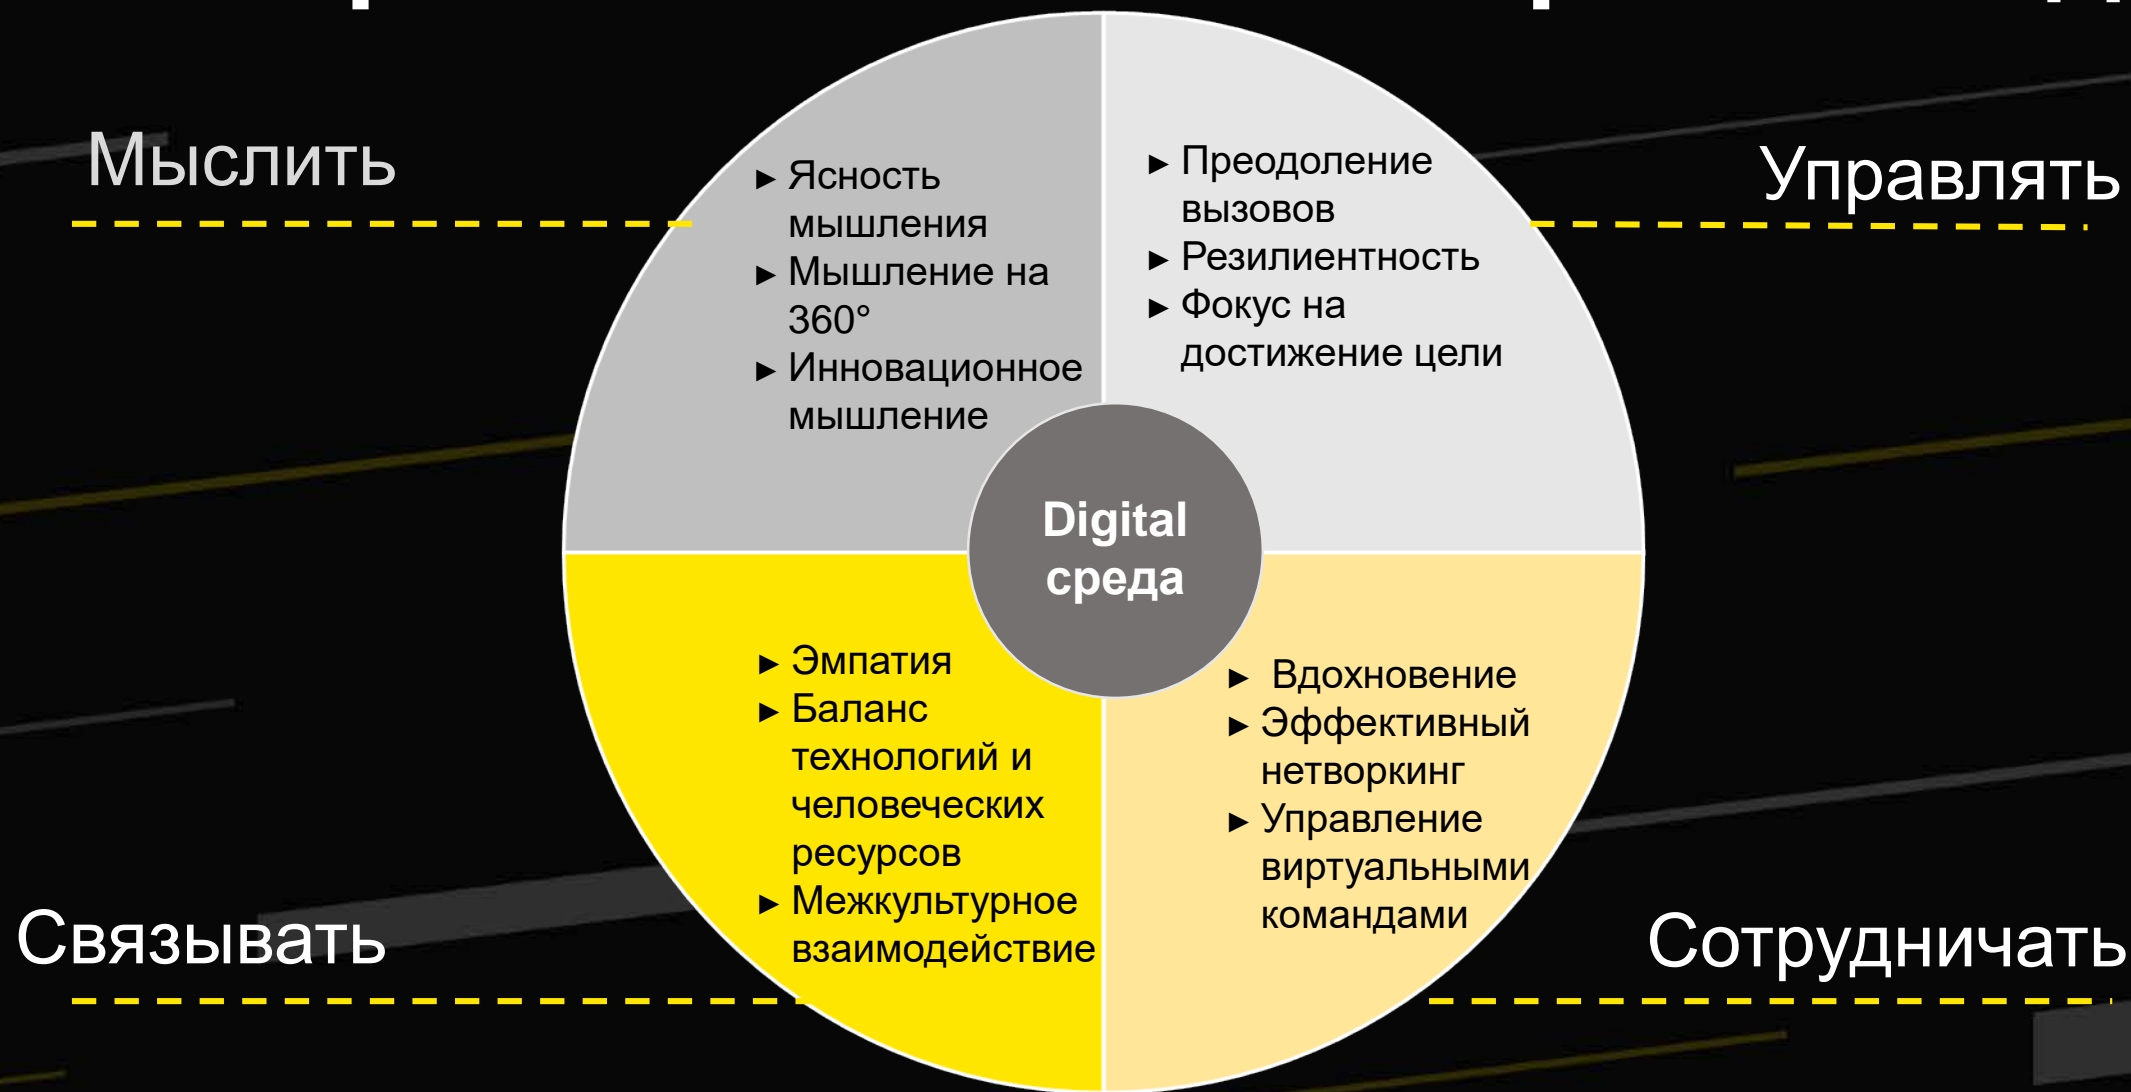 Мыслить
► Ясность
мышления
► Мышление на
360°
► Инновационное
мышление
Управлять
► Преодоление
вызовов
► Резилиентность
► Фокус на
достижение цели
Digital
среда
Связывать
► Эмпатия
► Баланс
технологий и
человеческих
ресурсов
► Межкультурное
взаимодействие
Сотрудничать
► Вдохновение
► Эффективный
нетворкинг
► Управление
виртуальными
командами